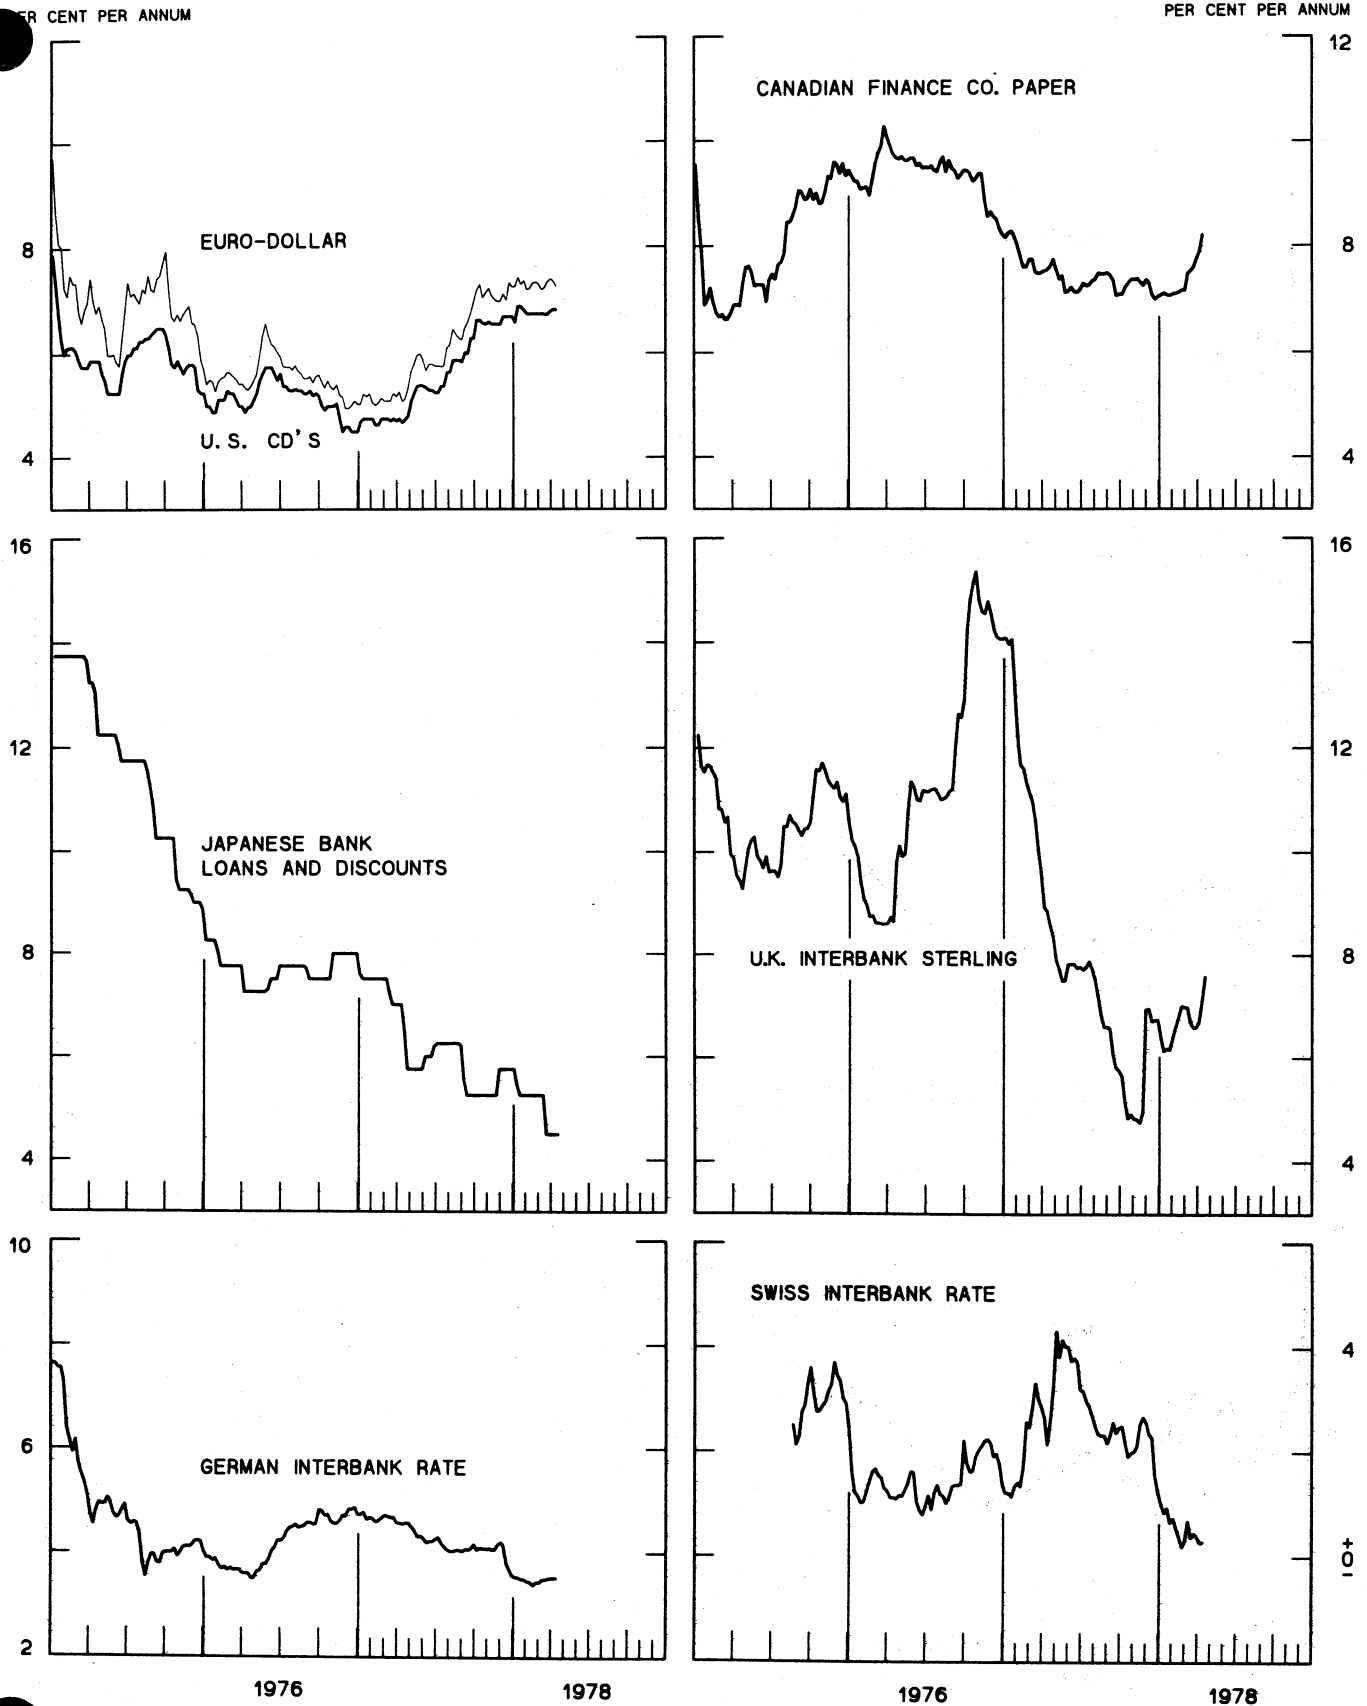 PER CENT PER ANNUM
PER CENT PER ANNUM
12
CANADIAN FINANCE CO. PAPER
8
EURO-DOLLAR
8
U.S. CD'S
4
4
16
16
12
12
JAPANESE BANK
LOANS AND DISCOUNTS
8
U.K. INTERBANK STERLING
8
4
4
10
SWISS INTERBANK RATE
4
6
GERMAN INTERBANK RATE
+
0
−
2
1976
1978
1976
1978